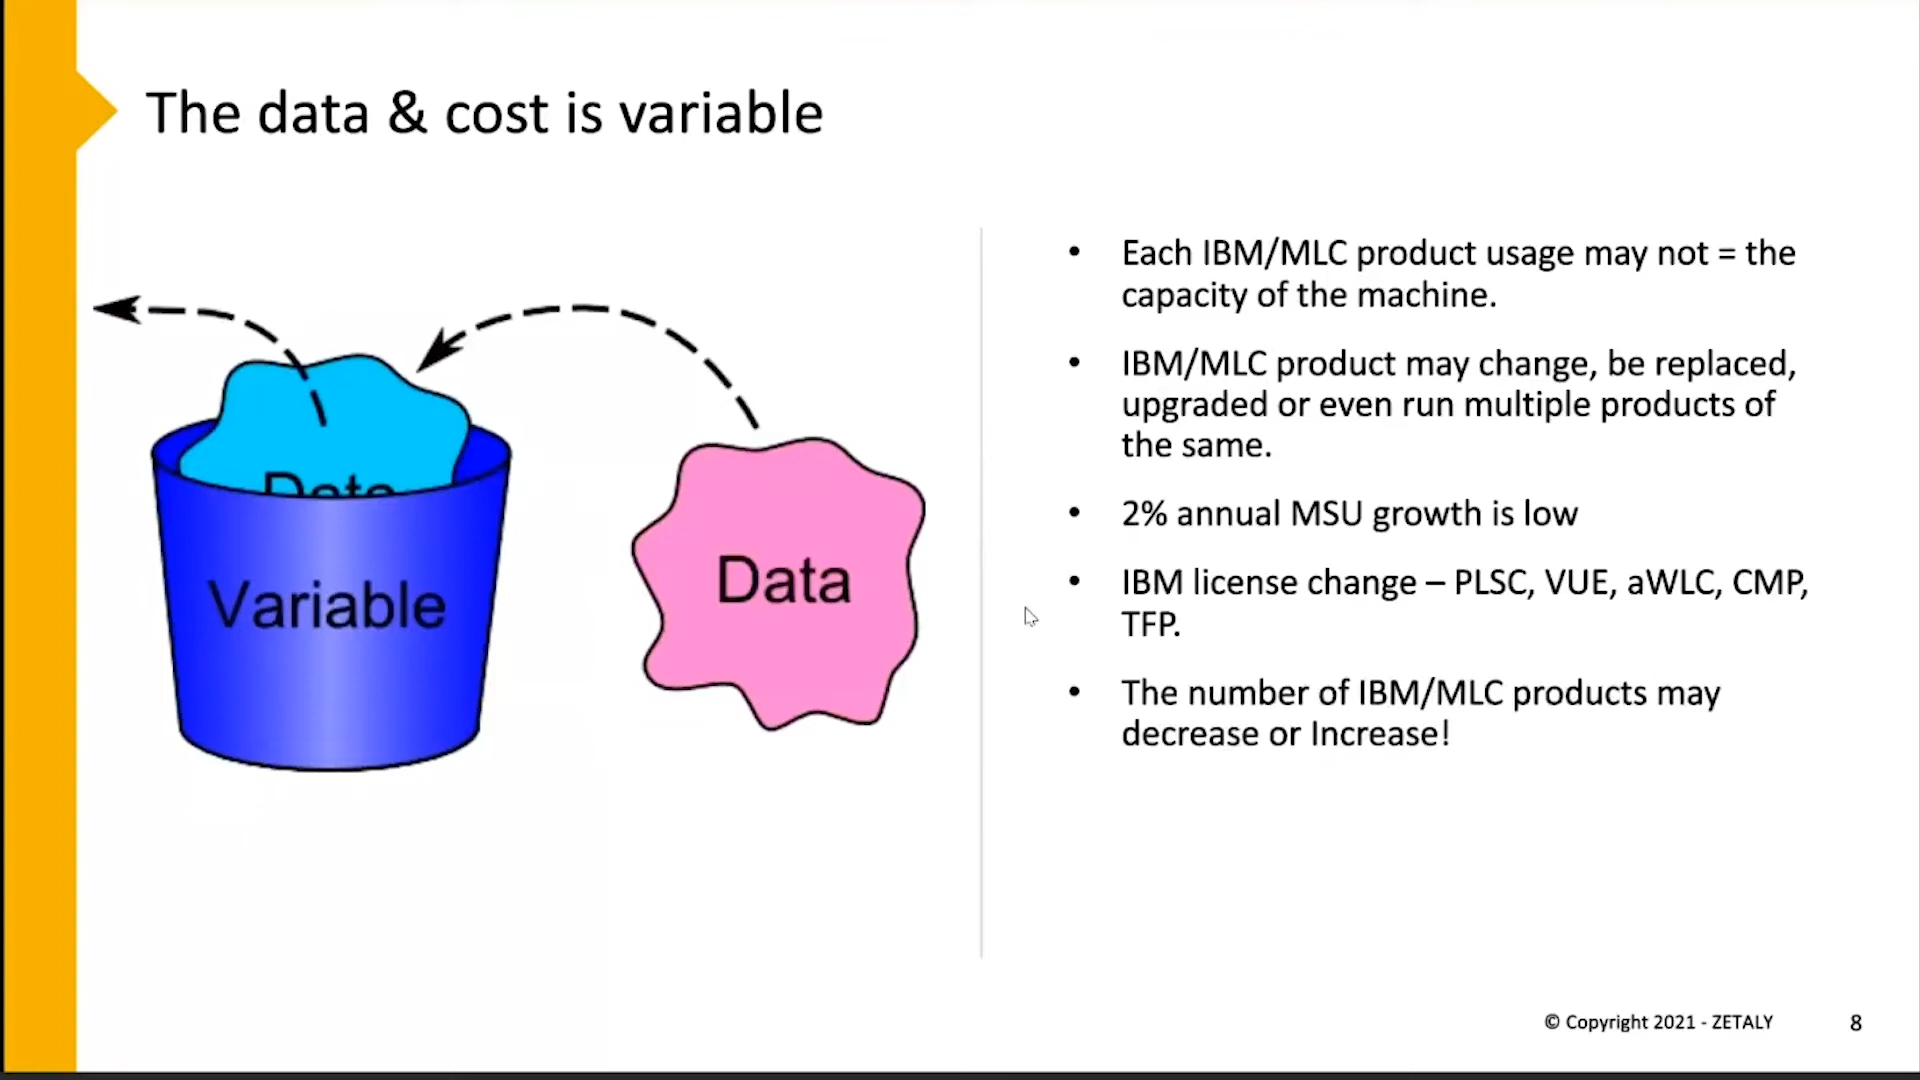 The data & cost is variable
Data
Variable
Data
• Each IBM/MLC product usage may not = the
capacity of the machine.
• IBM/MLC product may change, be replaced,
upgraded or even run multiple products of
the same.
• 2% annual MSU growth is low
• IBM license change – PLSC, VUE, aWLC, CMP,
TFP.
• The number of IBM/MLC products may
decrease or Increase!
© Copyright 2021 - ZETALY
8